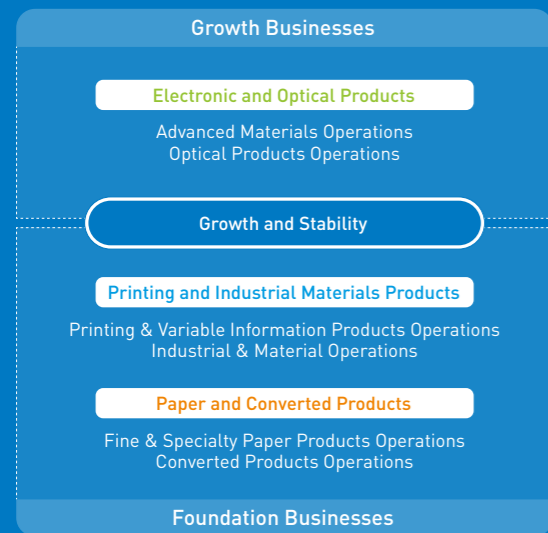 Growth Businesses
Electronic and Optical Products
Advanced Materials Operations
Optical Products Operations
Growth and Stability
Printing and Industrial Materials Products
Printing & Variable Information Products Operations
Industrial & Material Operations
Paper and Converted Products
Fine & Specialty Paper Products Operations
Converted Products Operations
Foundation Businesses